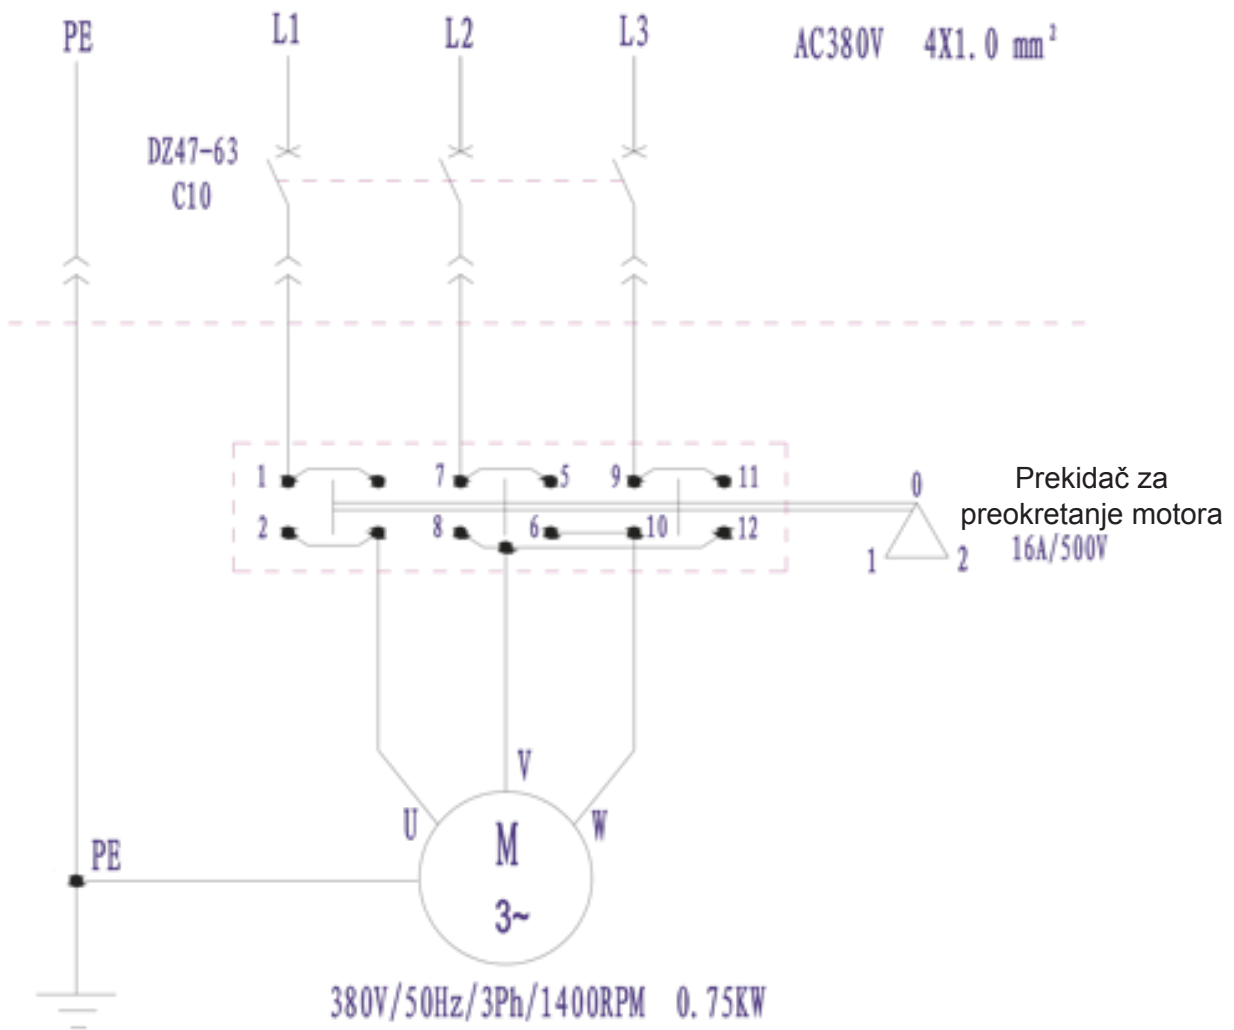 PE L1 L2 L3 AC380V 4X1.0 mm²
DZ47-63
C10
1 7 5 9 11
2 8 6 10 12
0
Prekidač za
preokretanje motora
16A/500V
1 2
V
U W
M
3~
PE
380V/50Hz/3Ph/1400RPM 0.75KW